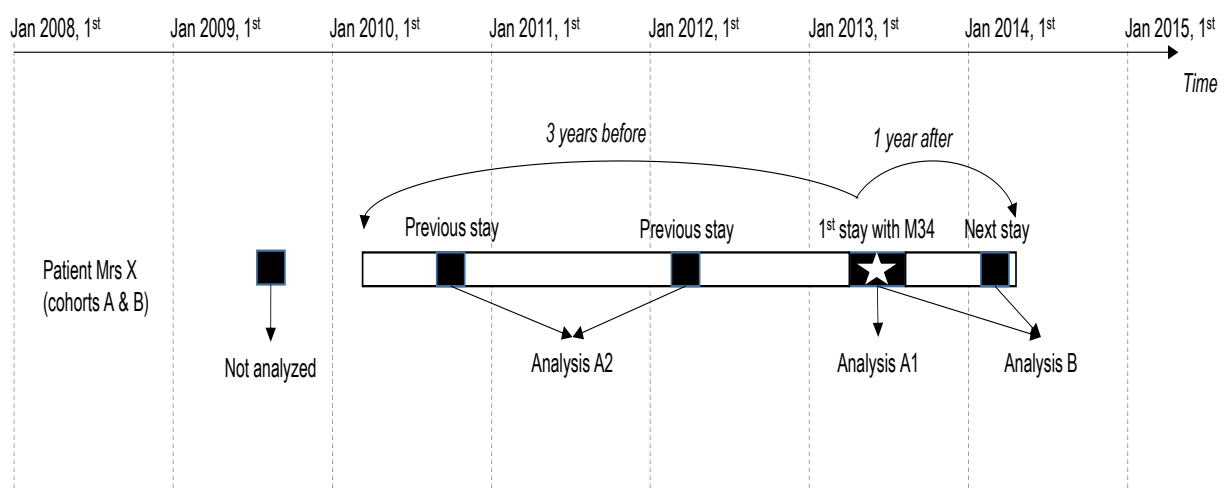 Jan 2008, 1st Jan 2009, 1st Jan 2010, 1st Jan 2011, 1st Jan 2012, 1st Jan 2013, 1st Jan 2014, 1st Jan 2015, 1st
Time
3 years before 1 year after
Previous stay Previous stay 1st stay with M34 Next stay
Patient Mrs X
(cohorts A & B)
Not analyzed Analysis A2 Analysis A1 Analysis B